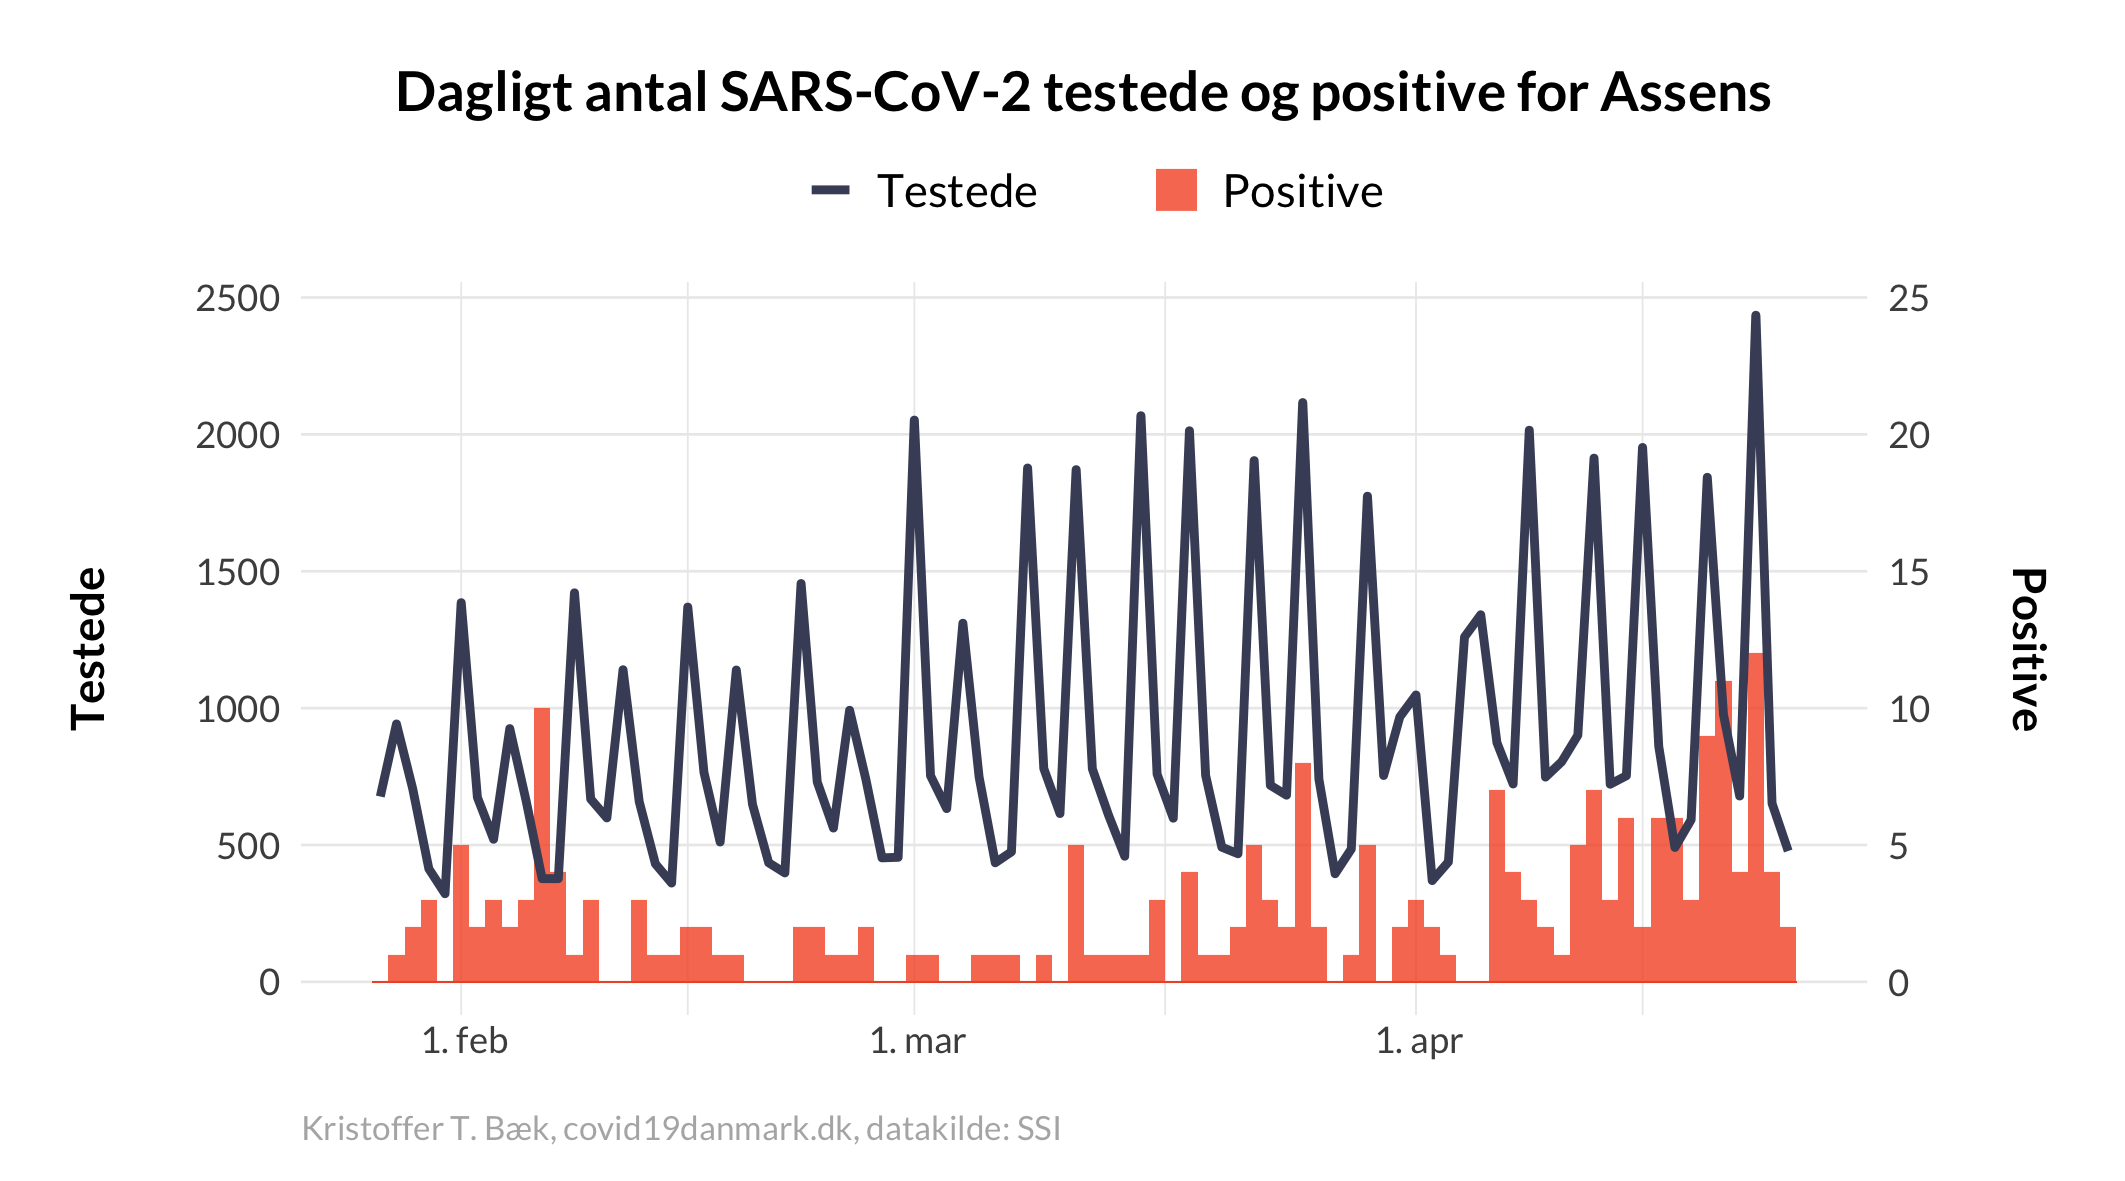 Dagligt antal SARS-CoV-2 testede og positive for Assens
Testede
Positive
2500
2000
1500
1000
500
0
25
20
15
10
5
0
Testede
Positive
1. feb
1. mar
1. apr
Kristoffer T. Bæk, covid19danmark.dk, datakilde: SSI